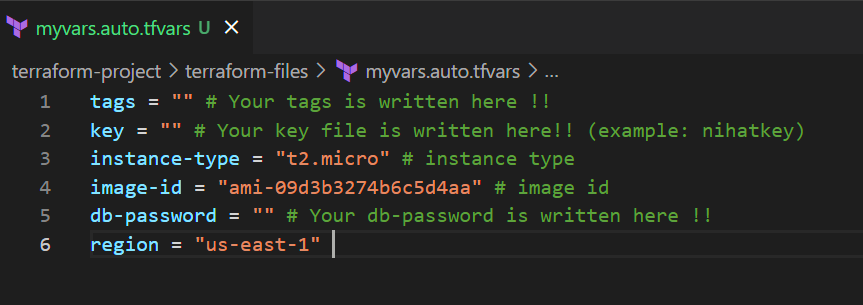 myvars.auto.tfvars U ×
terraform-project > terraform-files > myvars.auto.tfvars > ...
1 tags = "" # Your tags is written here !!
2 key = "" # Your key file is written here!! (example: nihatkey)
3 instance-type = "t2.micro" # instance type
4 image-id = "ami-09d3b3274b6c5d4aa" # image id
5 db-password = "" # Your db-password is written here !!
6 region = "us-east-1"